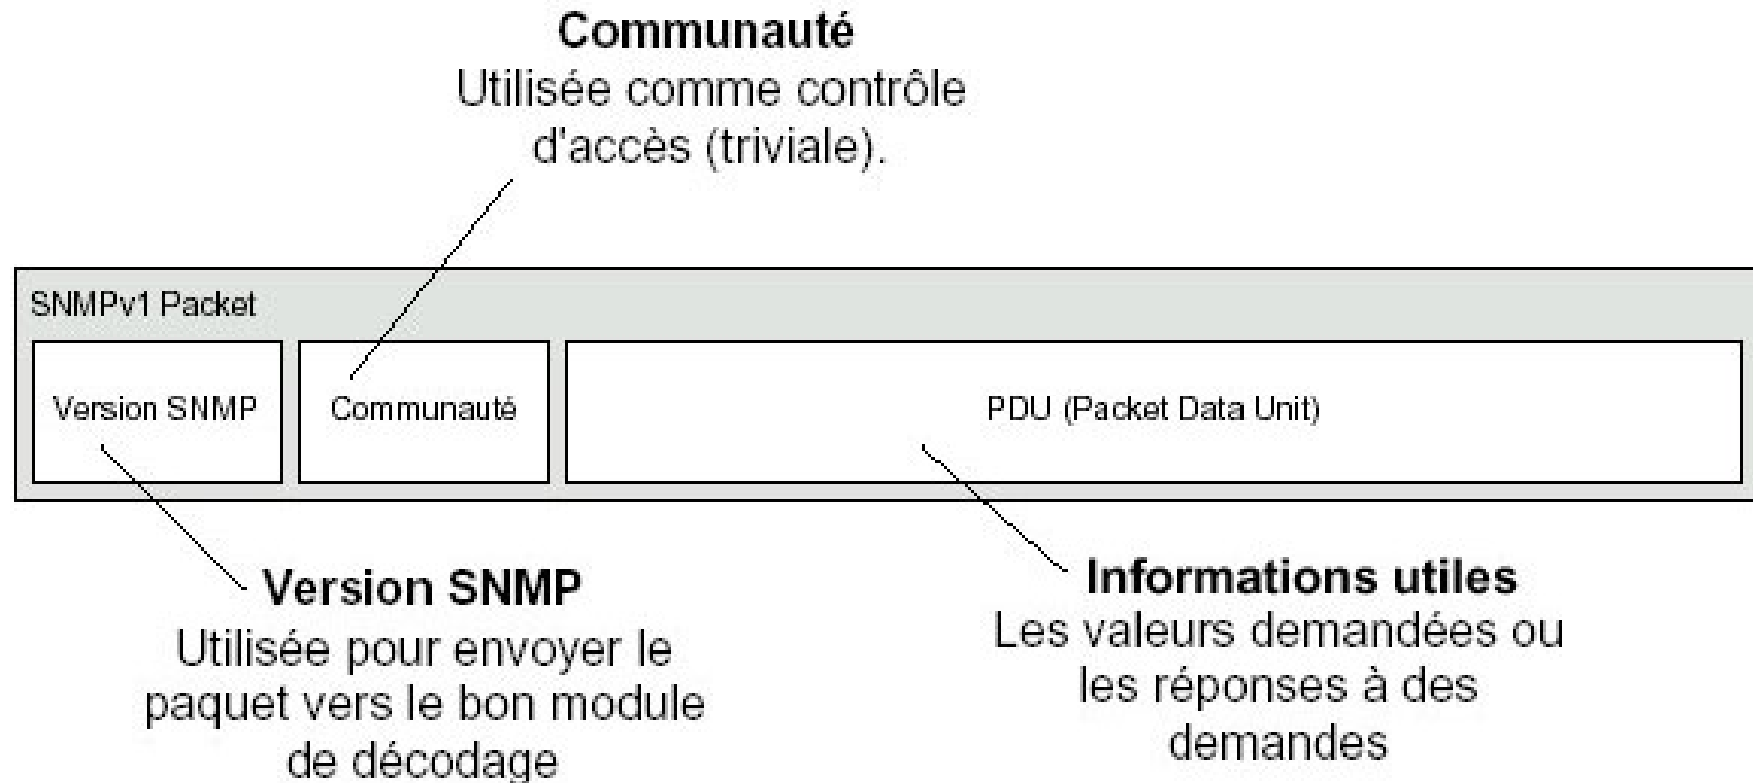 Communauté
Utilisée comme contrôle
d'accès (triviale).
SNMPv1 Packet
Version SNMP
Communauté
PDU (Packet Data Unit)
Version SNMP
Utilisée pour envoyer le
paquet vers le bon module
de décodage
Informations utiles
Les valeurs demandées ou
les réponses à des
demandes